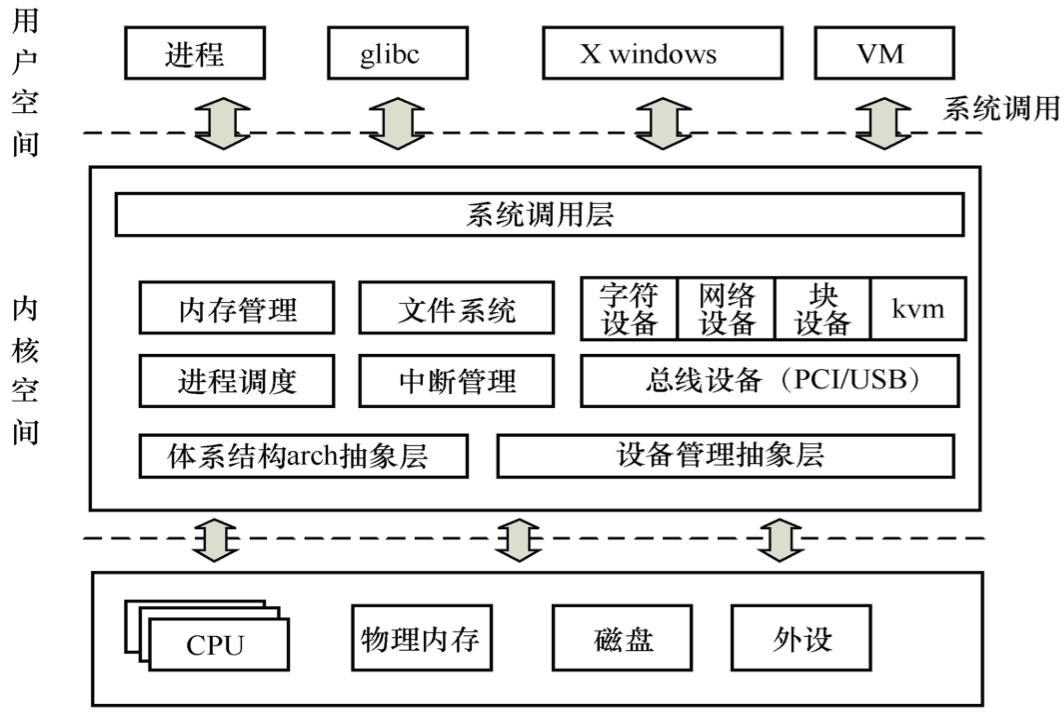 用户空间
进程
glibc
X windows
VM
系统调用
内核空间
系统调用层
内存管理
文件系统
字符
设备
网络
设备
块
设备
kvm
进程调度
中断管理
总线设备（PCI/USB）
体系结构arch抽象层
设备管理抽象层
CPU
物理内存
磁盘
外设